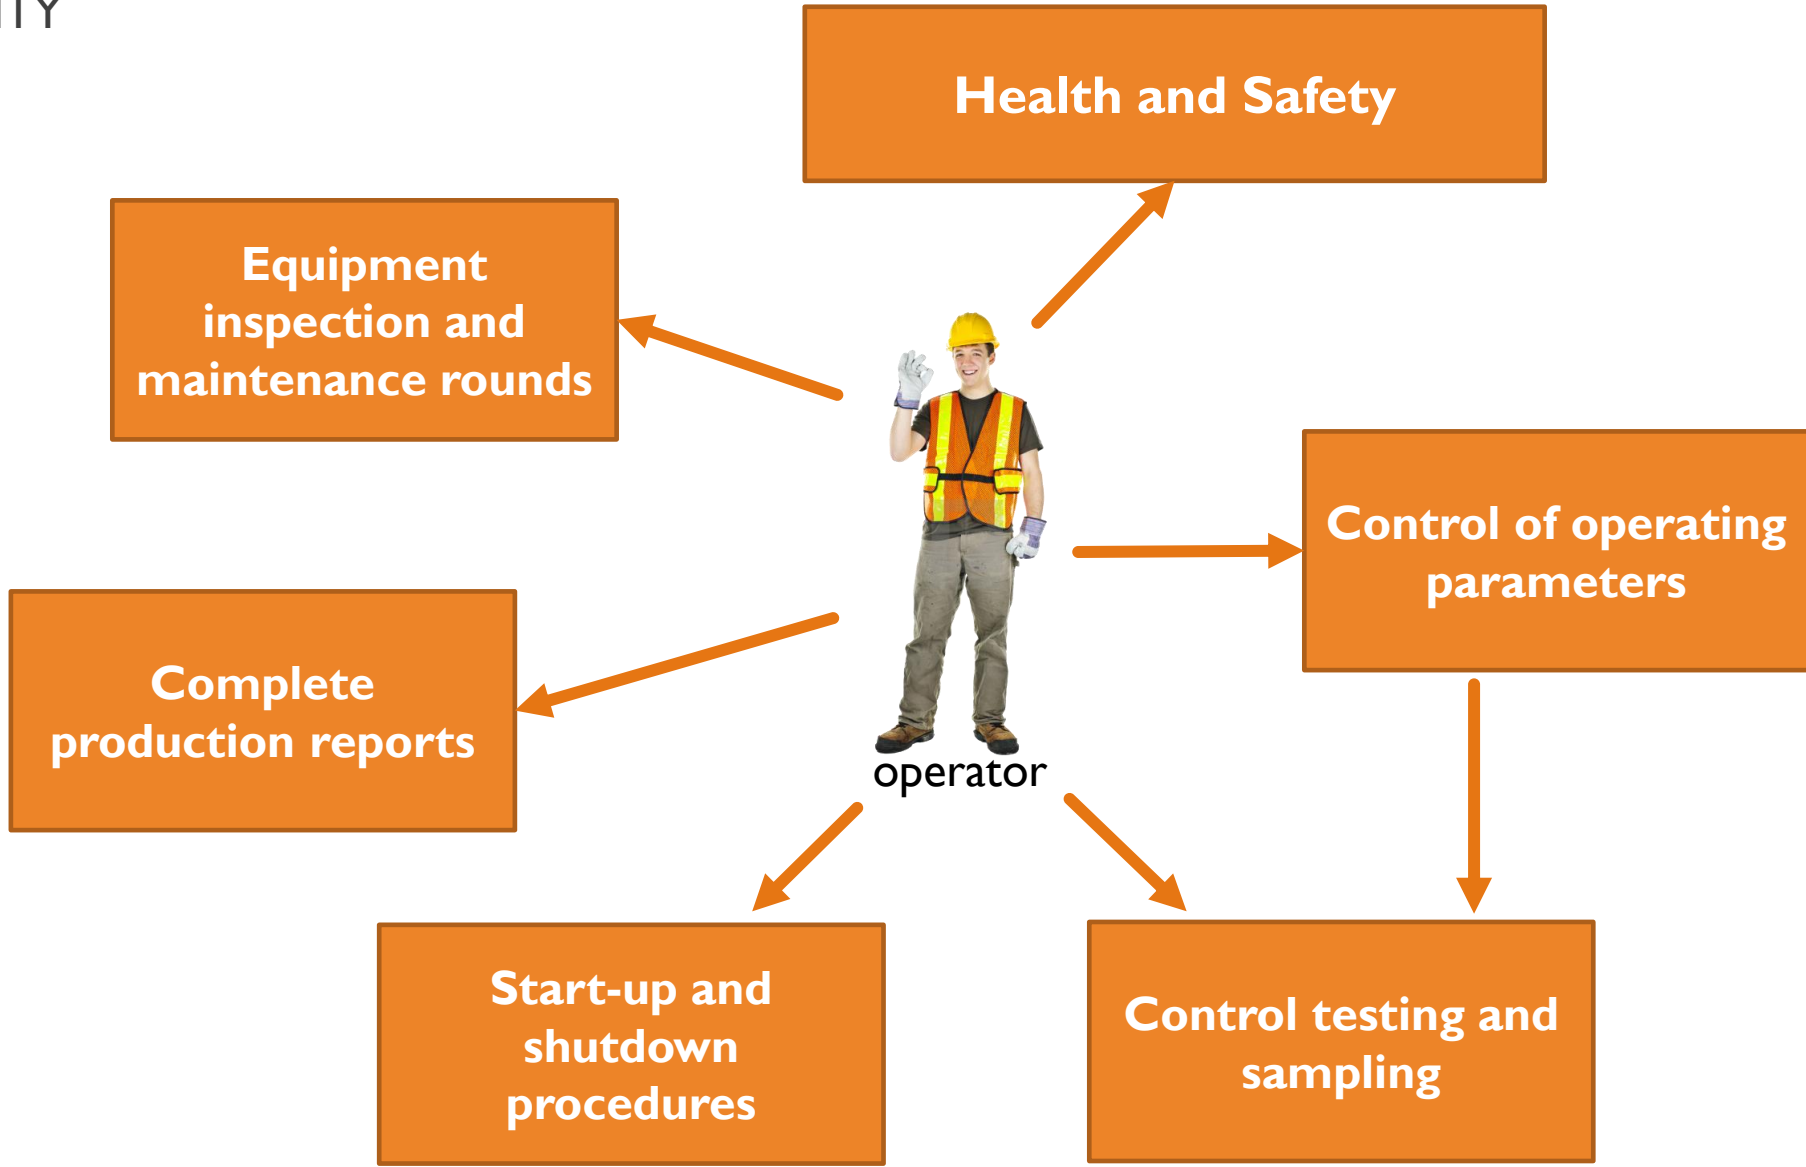 Health and Safety
Equipment
inspection and
maintenance rounds
Control of operating
parameters
Complete
production reports
operator
Start-up and
shutdown
procedures
Control testing and
sampling